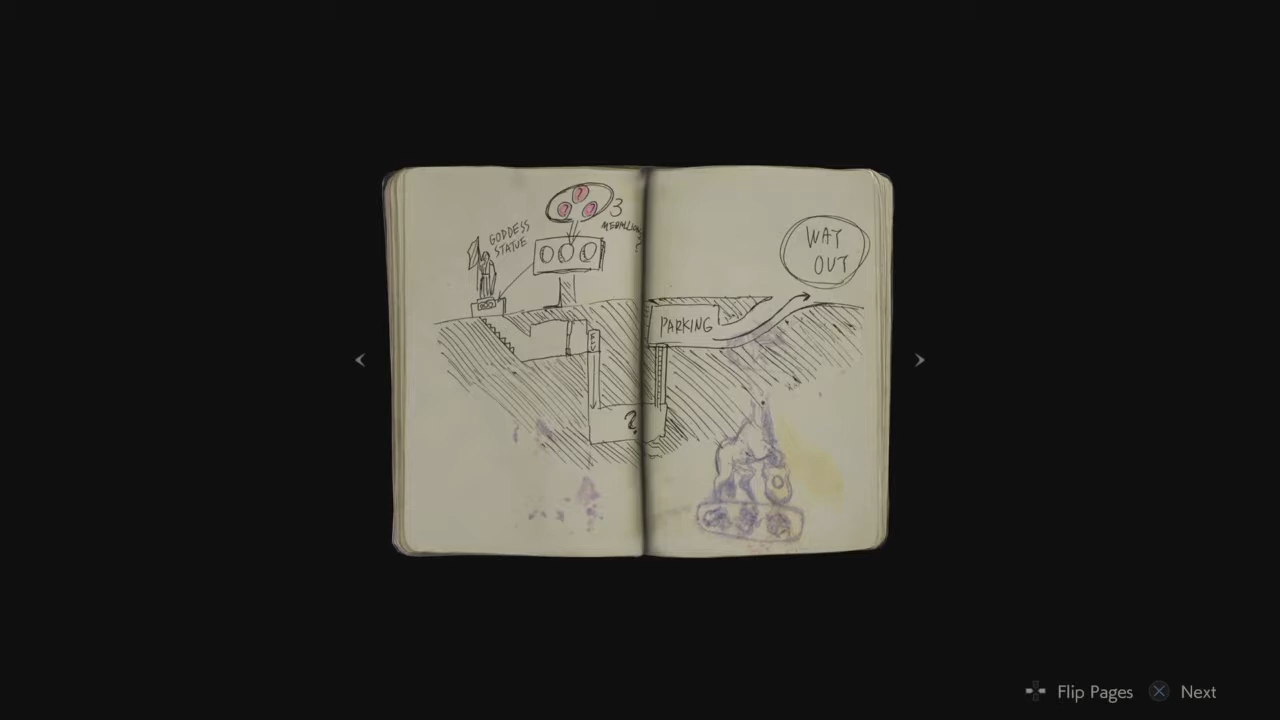 3
MEDALLIONS
?
GODDESS
STATUE
? ? ?
WAY
OUT
PARKING
?
Flip Pages
Next